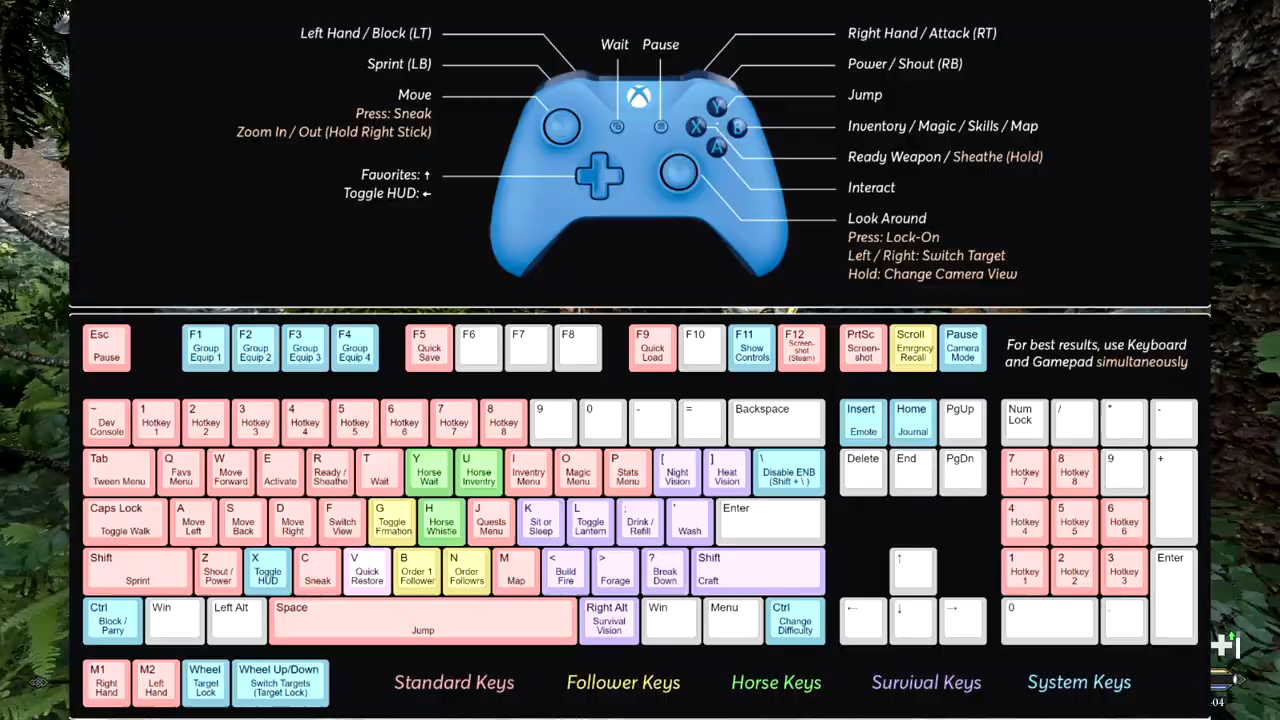 Left Hand / Block (LT)
Sprint (LB)
Move
Press: Sneak
Zoom In / Out (Hold Right Stick)
Favorites: ↑
Toggle HUD: ←
Wait
Pause
Right Hand / Attack (RT)
Power / Shout (RB)
Jump
Inventory / Magic / Skills / Map
Ready Weapon / Sheathe (Hold)
Interact
Look Around
Press: Lock-On
Left / Right: Switch Target
Hold: Change Camera View
Y
X
B
A
Esc
Pause
F1
Group
Equip 1
F2
Group
Equip 2
F3
Group
Equip 3
F4
Group
Equip 4
F5
Quick
Save
F6
F7
F8
F9
Quick
Load
F10
F11
Show
Controls
F12
Screen-
shot
(Steam)
PrtSc
Screen-
shot
Scroll
Emrgncy
Recall
Pause
Camera
Mode
For best results, use Keyboard
and Gamepad simultaneously
~
Dev
Console
1
Hotkey
1
2
Hotkey
2
3
Hotkey
3
4
Hotkey
4
5
Hotkey
5
6
Hotkey
6
7
Hotkey
7
8
Hotkey
8
9
0
-
=
Backspace
Insert
Emote
Home
Journal
PgUp
Num
Lock
/
*
-
Tab
Tween Menu
Q
Favs
Menu
W
Move
Forward
E
Activate
R
Ready /
Sheathe
T
Wait
Y
Horse
Wait
U
Horse
Inventry
I
Inventry
Menu
O
Magic
Menu
P
Stats
Menu
[
Night
Vision
]
Heat
Vision
\
Disable ENB
(Shift + \ )
Delete
End
PgDn
7
Hotkey
7
8
Hotkey
8
9
+
Caps Lock
Toggle Walk
A
Move
Left
S
Move
Back
D
Move
Right
F
Switch
View
G
Toggle
Frmation
H
Horse
Whistle
J
Quests
Menu
K
Sit or
Sleep
L
Toggle
Lantern
;
Drink /
Refill
'
Wash
Enter
4
Hotkey
4
5
Hotkey
5
6
Hotkey
6
Shift
Sprint
Z
Shout /
Power
X
Toggle
HUD
C
Sneak
V
Quick
Restore
B
Order 1
Follower
N
Order
Followrs
M
Map
<
Build
Fire
>
Forage
?
Break
Down
Shift
Craft
↑
1
Hotkey
1
2
Hotkey
2
3
Hotkey
3
Enter
Ctrl
Block /
Parry
Win
Left Alt
Space
Jump
Right Alt
Survival
Vision
Win
Menu
Ctrl
Change
Difficulty
←
↓
→
0
.
M1
Right
Hand
M2
Left
Hand
Wheel
Target
Lock
Wheel Up/Down
Switch Targets
(Target Lock)
Standard Keys
Follower Keys
Horse Keys
Survival Keys
System Keys